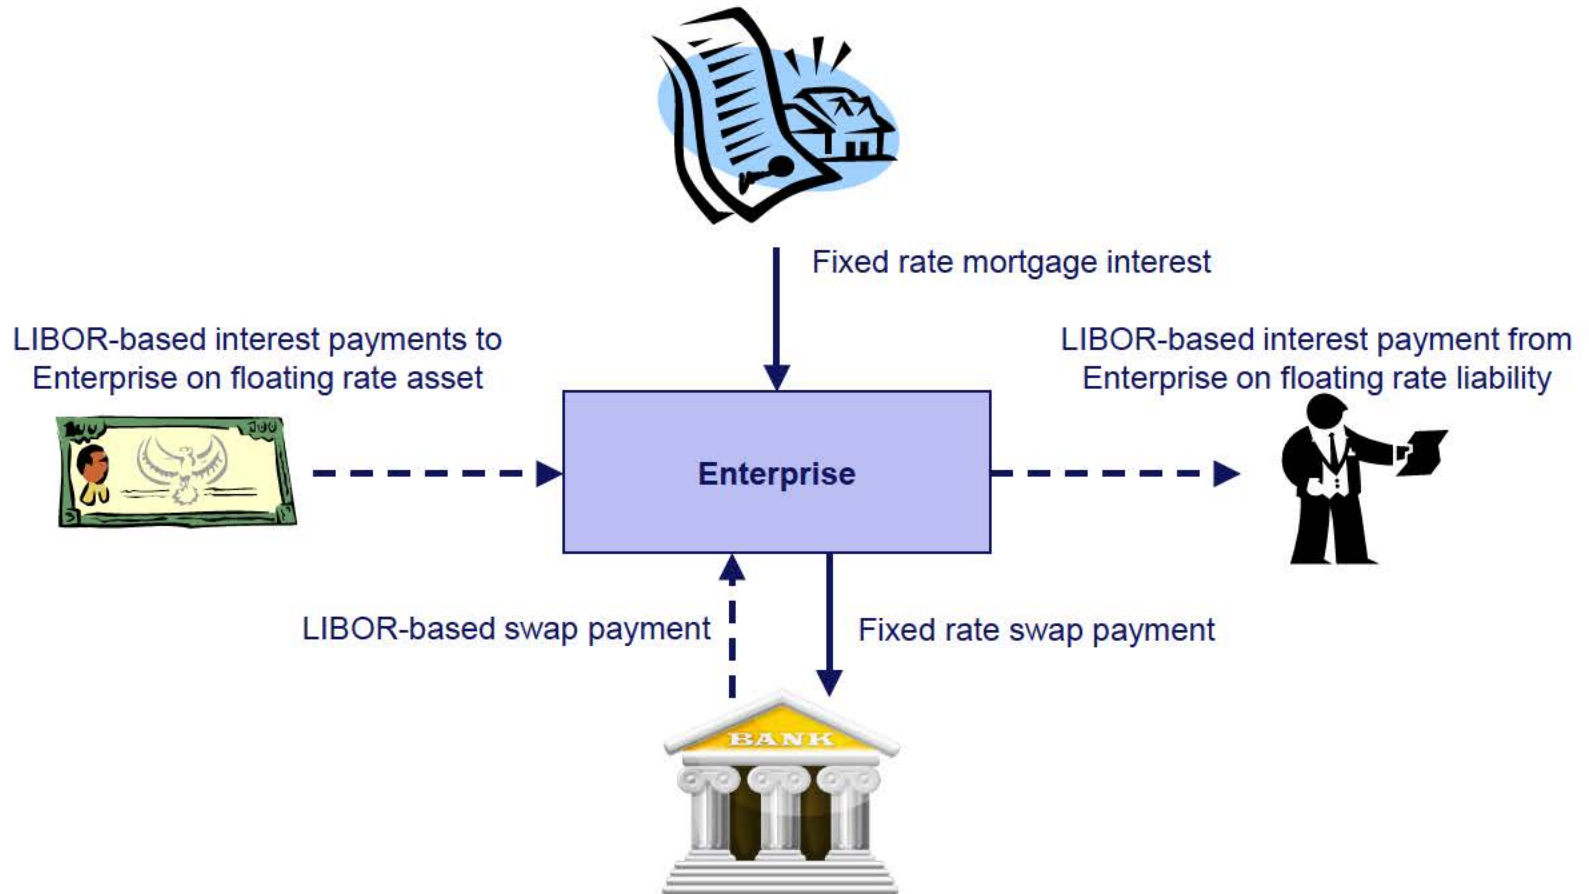 Fixed rate mortgage interest
LIBOR-based interest payments to
Enterprise on floating rate asset
LIBOR-based interest payment from
Enterprise on floating rate liability
Enterprise
LIBOR-based swap payment
Fixed rate swap payment
BANK